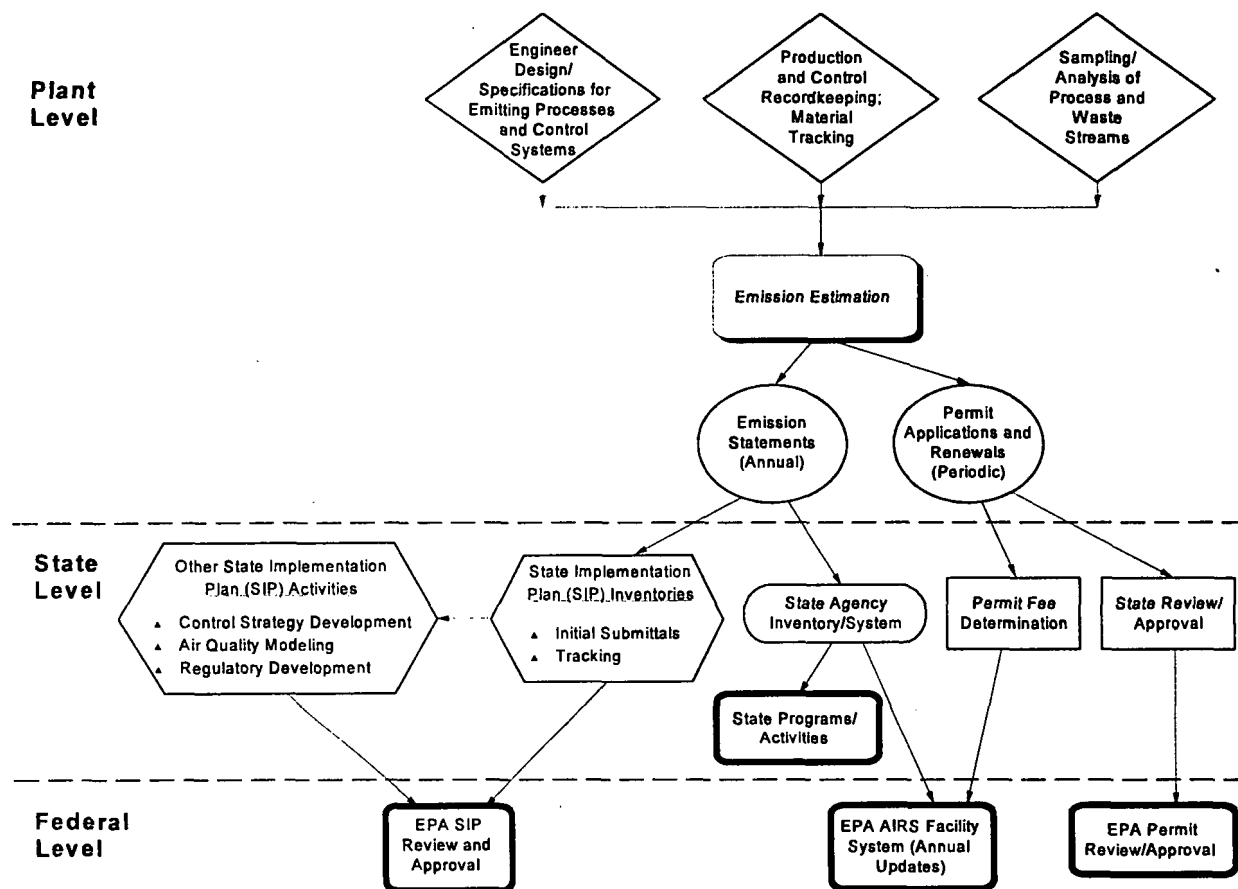 Plant
Level
Engineer
Design/
Specifications for
Emitting Processes
and Control
Systems
Production
and Control
Recordkeeping;
Material
Tracking
Sampling/
Analysis of
Process and
Waste
Streams
Emission Estimation
Emission
Statements
(Annual)
Permit
Applications and
Renewals
(Periodic)
State
Level
Other State Implementation
Plan (SIP) Activities
▲ Control Strategy Development
▲ Air Quality Modeling
▲ Regulatory Development
State Implementation
Plan (SIP) Inventories
▲ Initial Submittals
▲ Tracking
State Agency
Inventory/System
Permit Fee
Determination
State Review/
Approval
State Programs/
Activities
Federal
Level
EPA SIP
Review and
Approval
EPA AIRS Facility
System (Annual
Updates)
EPA Permit
Review/Approval